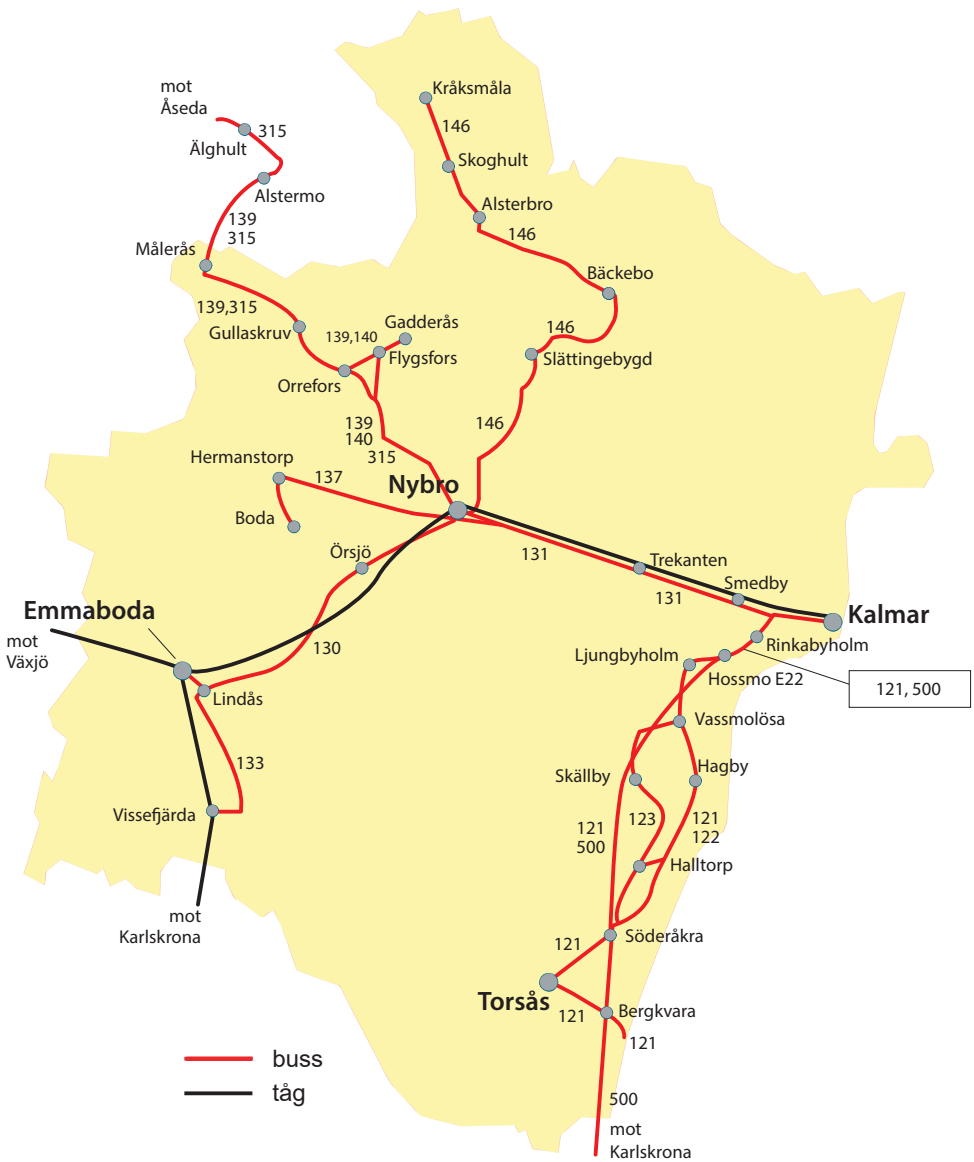 Kråksmåla
mot
Åseda
315
146
Älghult
Skoghult
Alstermo
Alsterbro
139
315
146
Målerås
Bäckebo
139,315
Gadderås
Gullaskruv
139,140
146
Flygsfors
Slättingebygd
Orrefors
139
140
315
146
Hermanstorp
137
Nybro
Boda
Örsjö
131
Trekanten
Smedby
131
Emmaboda
Kalmar
mot
Växjö
130
Rinkabyholm
Ljungbyholm
Hossmo E22
121, 500
Lindås
Vassmolösa
133
Skällby
Hagby
Vissefjärda
121
500
123
121
122
Halltorp
mot
Karlskrona
121
Söderåkra
Torsås
121
Bergkvara
121
buss
tåg
500
mot
Karlskrona